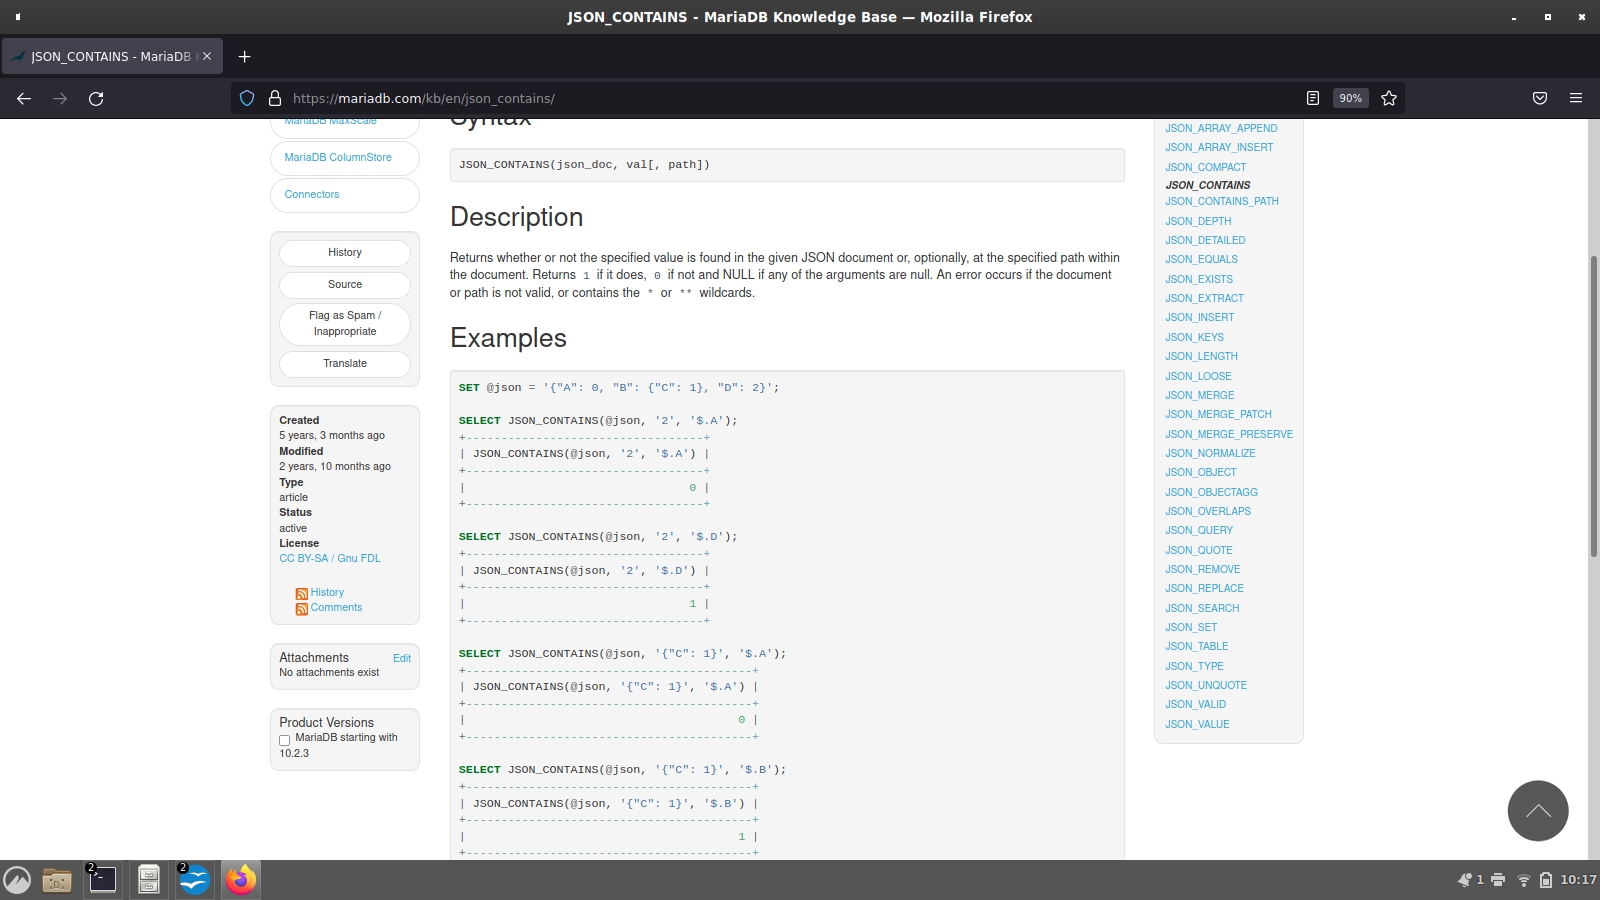 JSON_CONTAINS - MariaDB Knowledge Base — Mozilla Firefox
JSON_CONTAINS - MariaDB
https://mariadb.com/kb/en/json_contains/
90%
MariaDB MaxScale
MariaDB ColumnStore
Connectors
History
Source
Flag as Spam /
Inappropriate
Translate
Created
5 years, 3 months ago
Modified
2 years, 10 months ago
Type
article
Status
active
License
CC BY-SA / Gnu FDL
History
Comments
Attachments Edit
No attachments exist
Product Versions
MariaDB starting with
10.2.3
Syntax
JSON_CONTAINS(json_doc, val[, path])
Description
Returns whether or not the specified value is found in the given JSON document or, optionally, at the specified path within
the document. Returns 1 if it does, 0 if not and NULL if any of the arguments are null. An error occurs if the document
or path is not valid, or contains the * or ** wildcards.
Examples
SET @json = '{"A": 0, "B": {"C": 1}, "D": 2}';
SELECT JSON_CONTAINS(@json, '2', '$.A');
+----------------------------------+
| JSON_CONTAINS(@json, '2', '$.A') |
+----------------------------------+
|                                0 |
+----------------------------------+
SELECT JSON_CONTAINS(@json, '2', '$.D');
+----------------------------------+
| JSON_CONTAINS(@json, '2', '$.D') |
+----------------------------------+
|                                1 |
+----------------------------------+
SELECT JSON_CONTAINS(@json, '{"C": 1}', '$.A');
+-----------------------------------------+
| JSON_CONTAINS(@json, '{"C": 1}', '$.A') |
+-----------------------------------------+
|                                       0 |
+-----------------------------------------+
SELECT JSON_CONTAINS(@json, '{"C": 1}', '$.B');
+-----------------------------------------+
| JSON_CONTAINS(@json, '{"C": 1}', '$.B') |
+-----------------------------------------+
|                                       1 |
+-----------------------------------------+
JSON_ARRAY_APPEND
JSON_ARRAY_INSERT
JSON_COMPACT
JSON_CONTAINS
JSON_CONTAINS_PATH
JSON_DEPTH
JSON_DETAILED
JSON_EQUALS
JSON_EXISTS
JSON_EXTRACT
JSON_INSERT
JSON_KEYS
JSON_LENGTH
JSON_LOOSE
JSON_MERGE
JSON_MERGE_PATCH
JSON_MERGE_PRESERVE
JSON_NORMALIZE
JSON_OBJECT
JSON_OBJECTAGG
JSON_OVERLAPS
JSON_QUERY
JSON_QUOTE
JSON_REMOVE
JSON_REPLACE
JSON_SEARCH
JSON_SET
JSON_TABLE
JSON_TYPE
JSON_UNQUOTE
JSON_VALID
JSON_VALUE
2
2
1
10:17